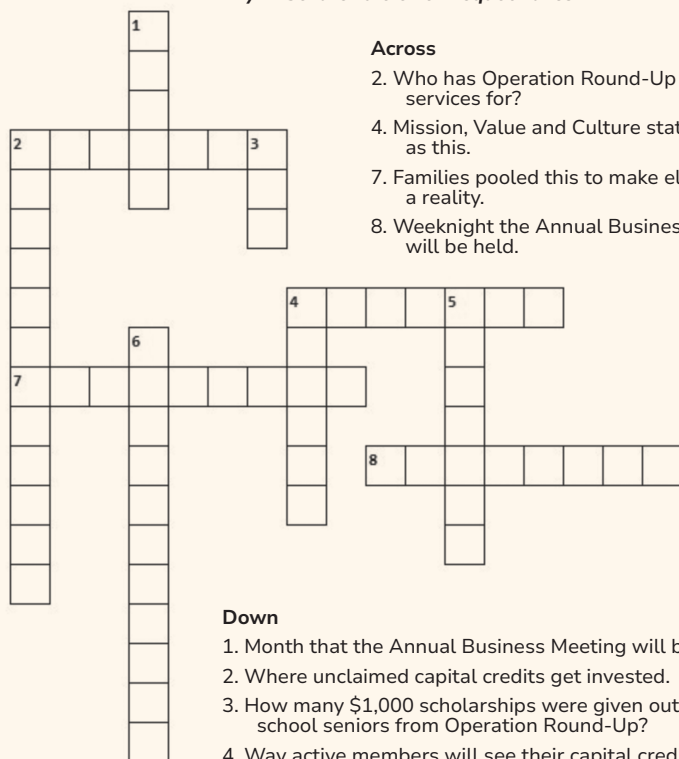 1
2
3
4
5
6
7
8
Across
2. Who has Operation Round-Up
services for?
4. Mission, Value and Culture
as this.
7. Families pooled this to make
a reality.
8. Weeknight the Annual
will be held.
Down
1. Month that the Annual Business Meeting will
2. Where unclaimed capital credits get invested.
3. How many $1,000 scholarships were given out
school seniors from Operation Round-Up?
4. Way active members will see their capital